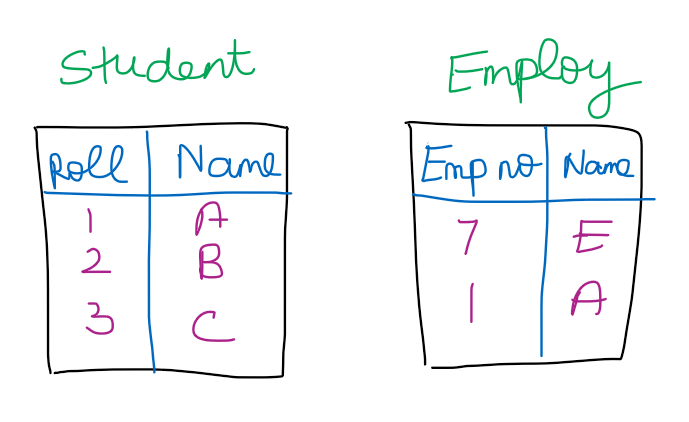 Student
Employ
Roll Name
1 A
2 B
3 C
Emp no Name
7 E
1 A